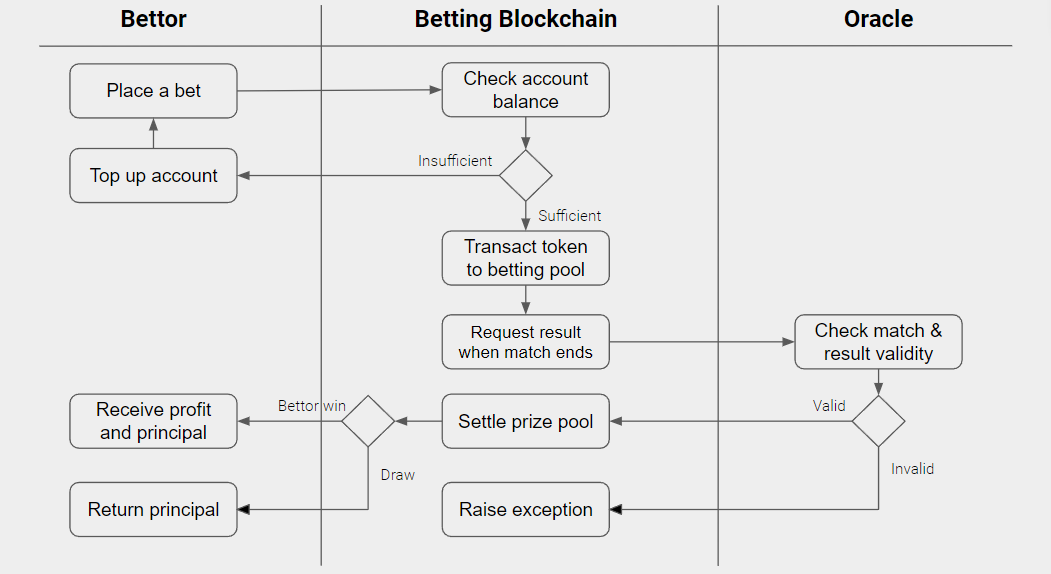 Bettor
Betting Blockchain
Oracle
Place a bet
Check account
balance
Insufficient
Top up account
Sufficient
Transact token
to betting pool
Request result
when match ends
Check match &
result validity
Receive profit
and principal
Bettor win
Settle prize pool
Valid
Draw
Invalid
Return principal
Raise exception